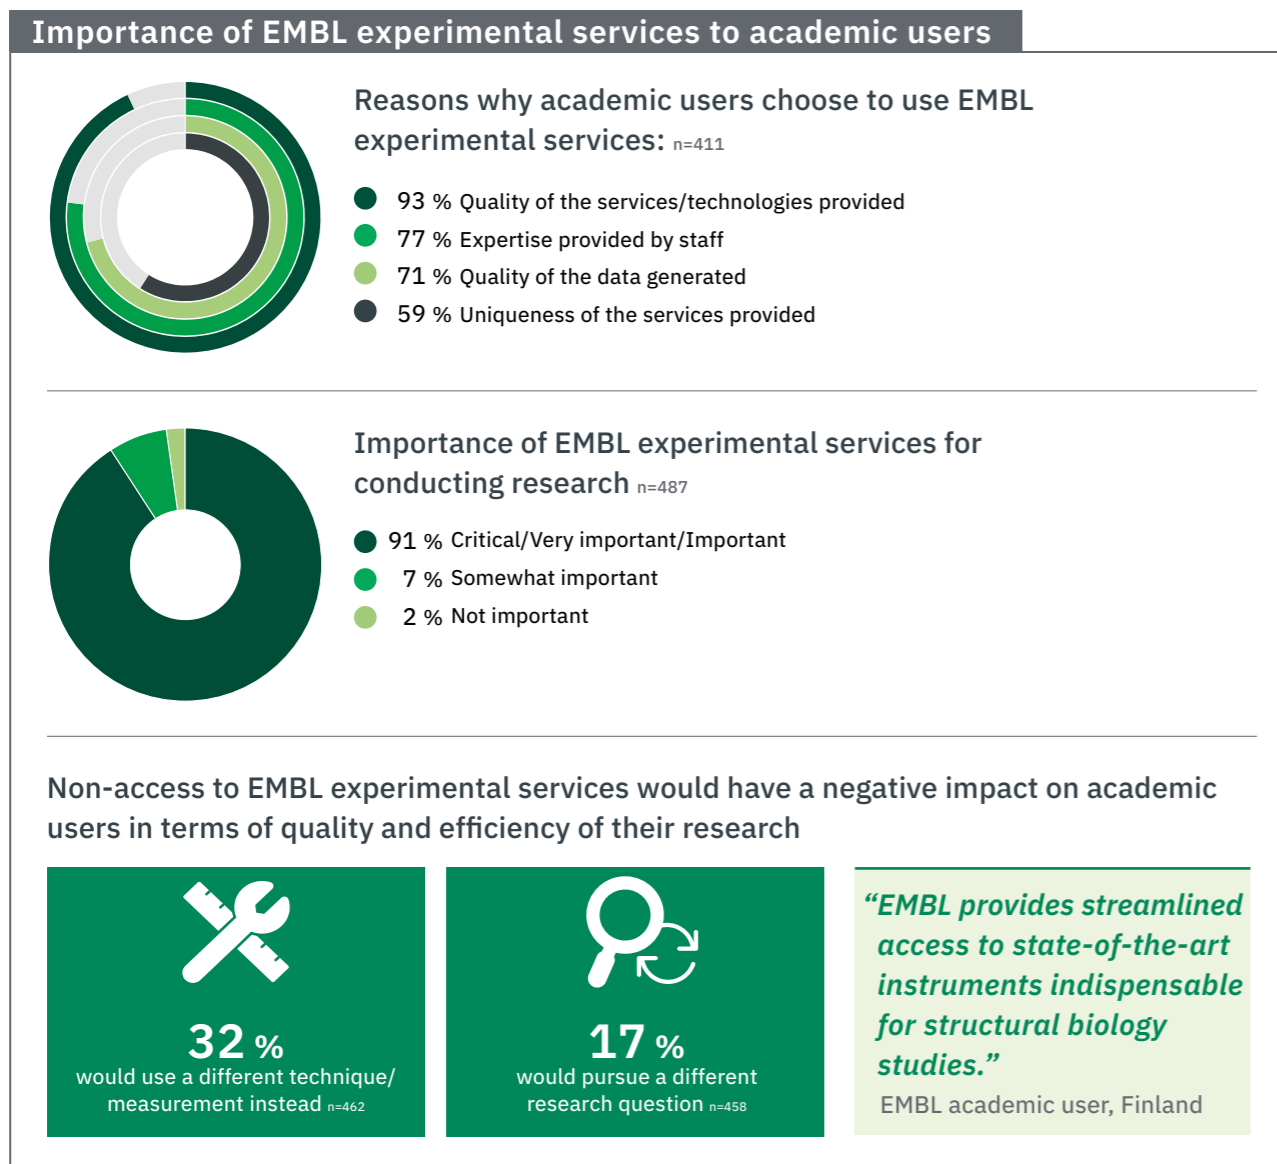 Importance of EMBL experimental services to academic users
Reasons why academic users choose to use EMBL
experimental services: n=411
93 % Quality of the services/technologies provided
77 % Expertise provided by staff
71 % Quality of the data generated
59 % Uniqueness of the services provided
Importance of EMBL experimental services for
conducting research n=487
91 % Critical/Very important/Important
7 % Somewhat important
2 % Not important
Non-access to EMBL experimental services would have a negative impact on academic
users in terms of quality and efficiency of their research
32 %
would use a different technique/
measurement instead n=462
17 %
would pursue a different
research question n=458
“EMBL provides streamlined
access to state-of-the-art
instruments indispensable
for structural biology
studies.”
EMBL academic user, Finland